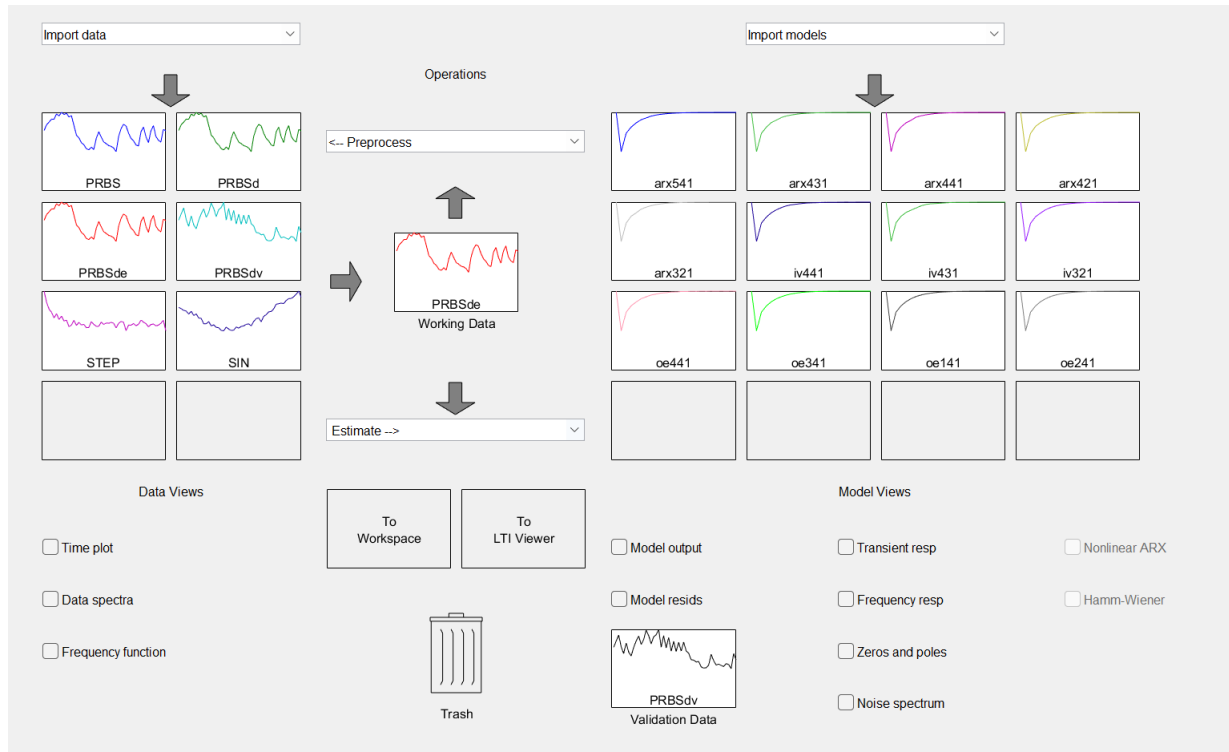 Import data
Import models
Operations
<-- Preprocess
PRBS
PRBSd
PRBSde
PRBSdv
STEP
SIN
PRBSde
Working Data
arx541
arx431
arx441
arx421
arx321
iv441
iv431
iv321
oe441
oe341
oe141
oe241
Estimate -->
Data Views
Time plot
Data spectra
Frequency function
To
Workspace
To
LTI Viewer
Trash
Model Views
Model output
Transient resp
Nonlinear ARX
Model resids
Frequency resp
Hamm-Wiener
Zeros and poles
Noise spectrum
PRBSdv
Validation Data